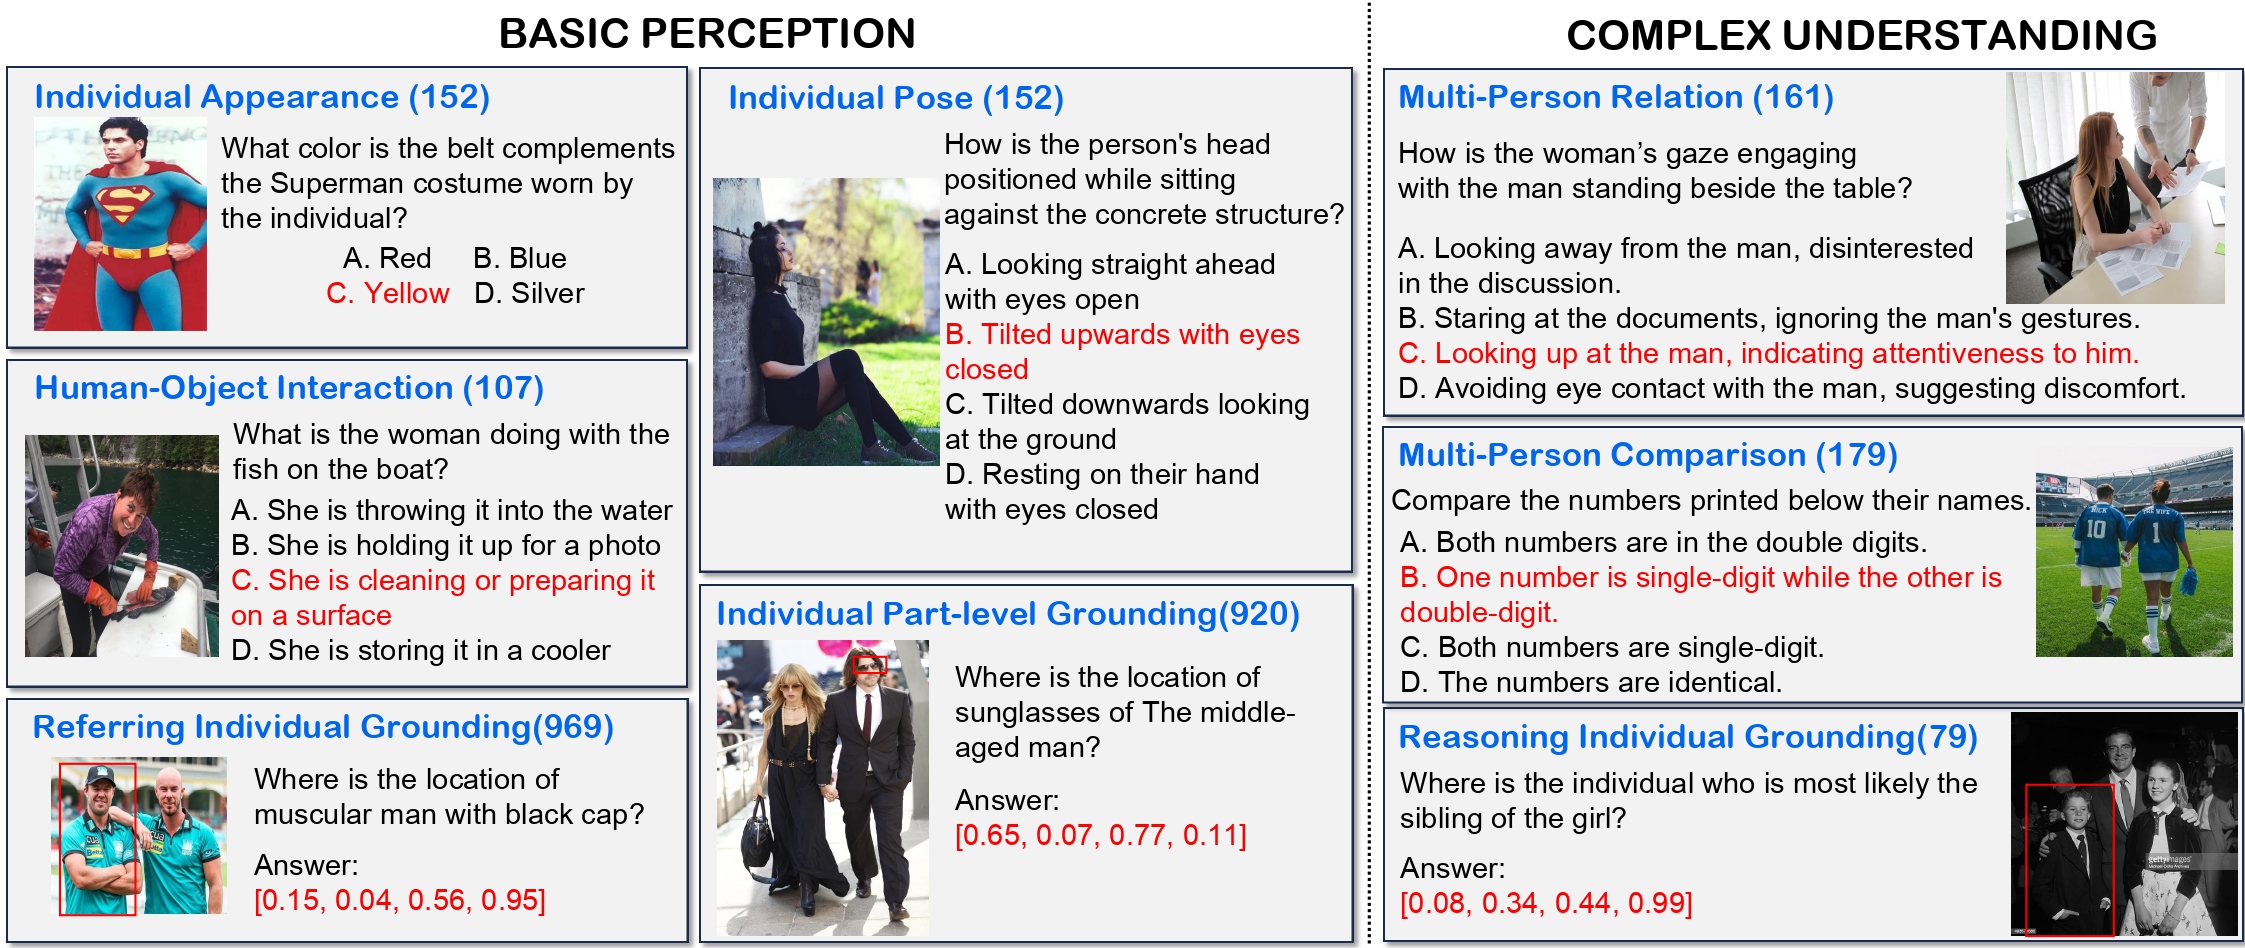 BASIC PERCEPTION
Individual Appearance (152)
What color is the belt complements
the Superman costume worn by
the individual?
A. Red B. Blue
C. Yellow D. Silver
Human-Object Interaction (107)
What is the woman doing with the
fish on the boat?
A. She is throwing it into the water
B. She is holding it up for a photo
C. She is cleaning or preparing it
on a surface
D. She is storing it in a cooler
Referring Individual Grounding(969)
Where is the location of
muscular man with black cap?
Answer:
[0.15, 0.04, 0.56, 0.95]
Individual Pose (152)
How is the person's head
positioned while sitting
against the concrete structure?
A. Looking straight ahead
with eyes open
B. Tilted upwards with eyes
closed
C. Tilted downwards looking
at the ground
D. Resting on their hand
with eyes closed
Individual Part-level Grounding(920)
Where is the location of
sunglasses of The middle-
aged man?
Answer:
[0.65, 0.07, 0.77, 0.11]
COMPLEX UNDERSTANDING
Multi-Person Relation (161)
How is the woman’s gaze engaging
with the man standing beside the table?
A. Looking away from the man, disinterested
in the discussion.
B. Staring at the documents, ignoring the man's gestures.
C. Looking up at the man, indicating attentiveness to him.
D. Avoiding eye contact with the man, suggesting discomfort.
Multi-Person Comparison (179)
Compare the numbers printed below their names.
NICK
10
THE WIFE
1
A. Both numbers are in the double digits.
B. One number is single-digit while the other is
double-digit.
C. Both numbers are single-digit.
D. The numbers are identical.
Reasoning Individual Grounding(79)
Where is the individual who is most likely the
sibling of the girl?
Answer:
[0.08, 0.34, 0.44, 0.99]
gettyimages